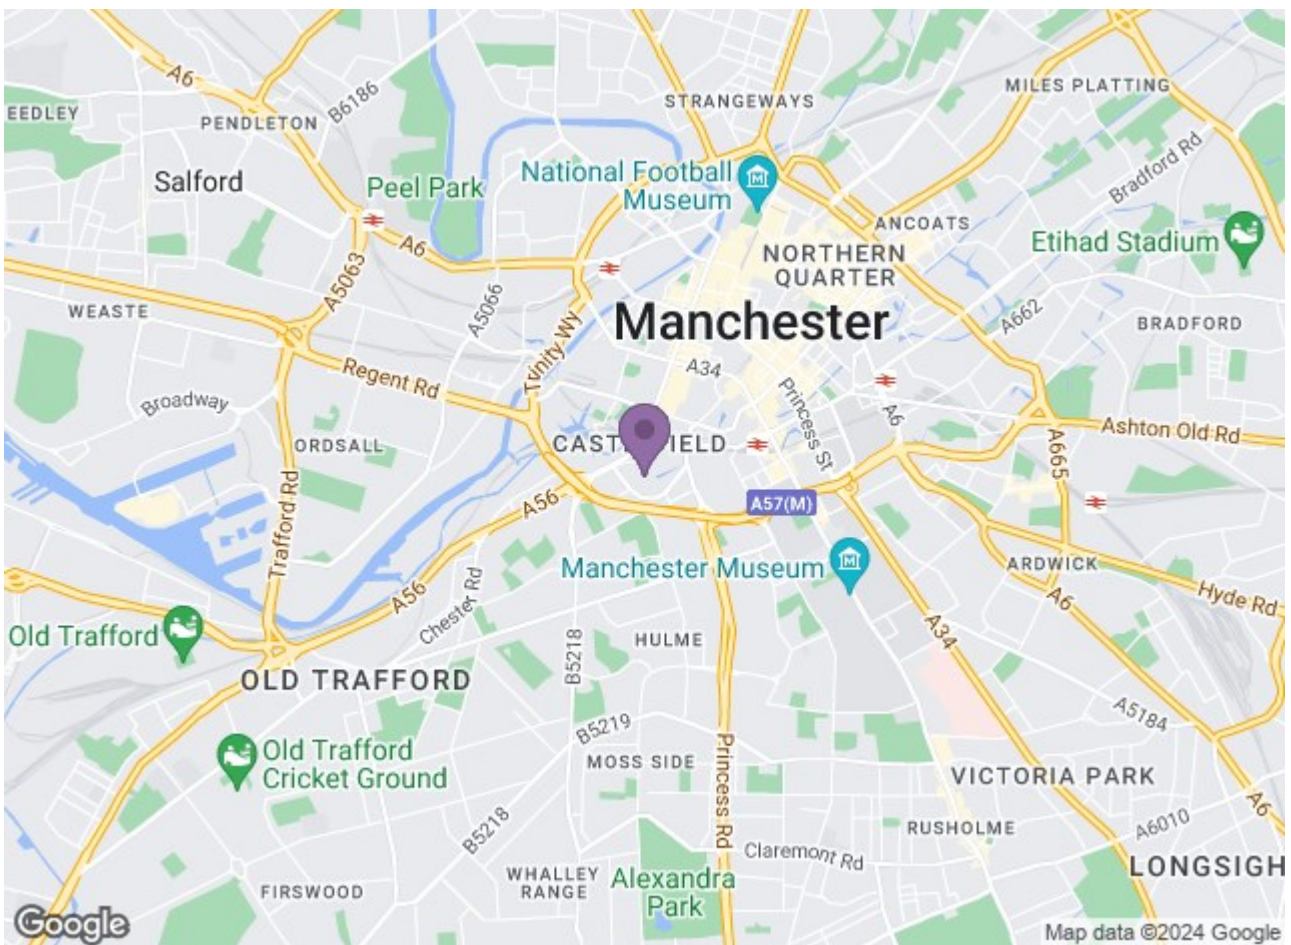 A6
B6186
STRANGEWAYS
MILES PLATTING
EEDLEY
PENDLETON
Salford
Peel Park
National Football
Museum
Bradford Rd
ANCOATS
A6
Etihad Stadium
NORTHERN
QUARTER
A5063
A5066
WEASTE
Manchester
A662
BRADFORD
Trinity Wy
Regent Rd
A34
Princess St
Broadway
A6
ORDSALL
Ashton Old Rd
A665
Trafford Rd
A56
A57(M)
Manchester Museum
ARDWICK
Hyde Rd
A56
Chester Rd
A6
Old Trafford
HULME
A34
B5218
OLD TRAFFORD
A5184
B5219
Old Trafford
Cricket Ground
MOSS SIDE
Princess Rd
VICTORIA PARK
A6
B5218
RUSHOLME
A6010
Claremont Rd
LONGSIGH
WHALLEY
RANGE
Alexandra
Park
FIRSWOOD
Google
Map data ©2024 Google